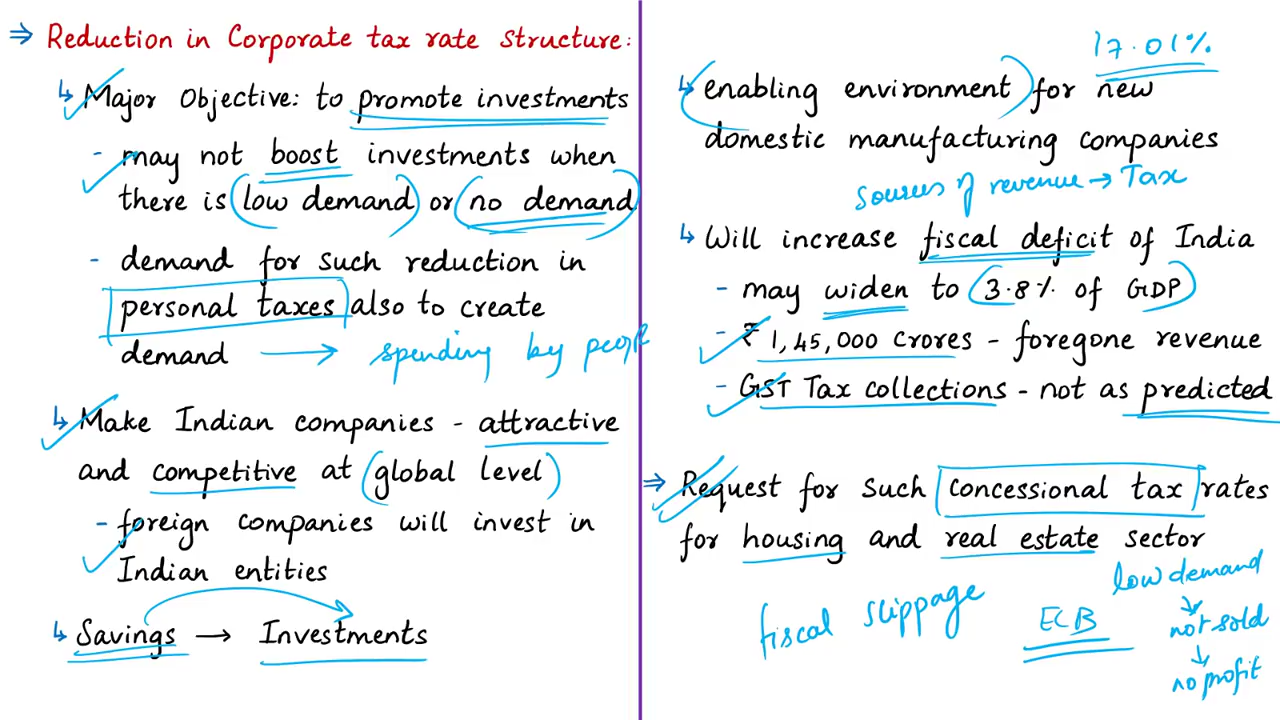 ⇒ Reduction in Corporate tax rate structure:
↳ Major Objective: to promote investments
- may not boost investments when
there is (low demand) or (no demand)
- demand for such reduction in
personal taxes also to create
demand → spending by people
↳ Make Indian companies - attractive
and competitive at (global level)
- foreign companies will invest in
Indian entities
↳ Savings → Investments
17.01%
↳ (enabling environment) for new
domestic manufacturing companies
Sources of revenue → Tax
↳ Will increase fiscal deficit of India
- may widen to (3.8% of GDP)
- ₹ 1,45,000 crores - foregone revenue
- GST Tax collections - not as predicted
⇒ Request for such concessional tax rates
for housing and real estate sector
low demand
↓
not sold
↓
no profit
fiscal slippage
ECB